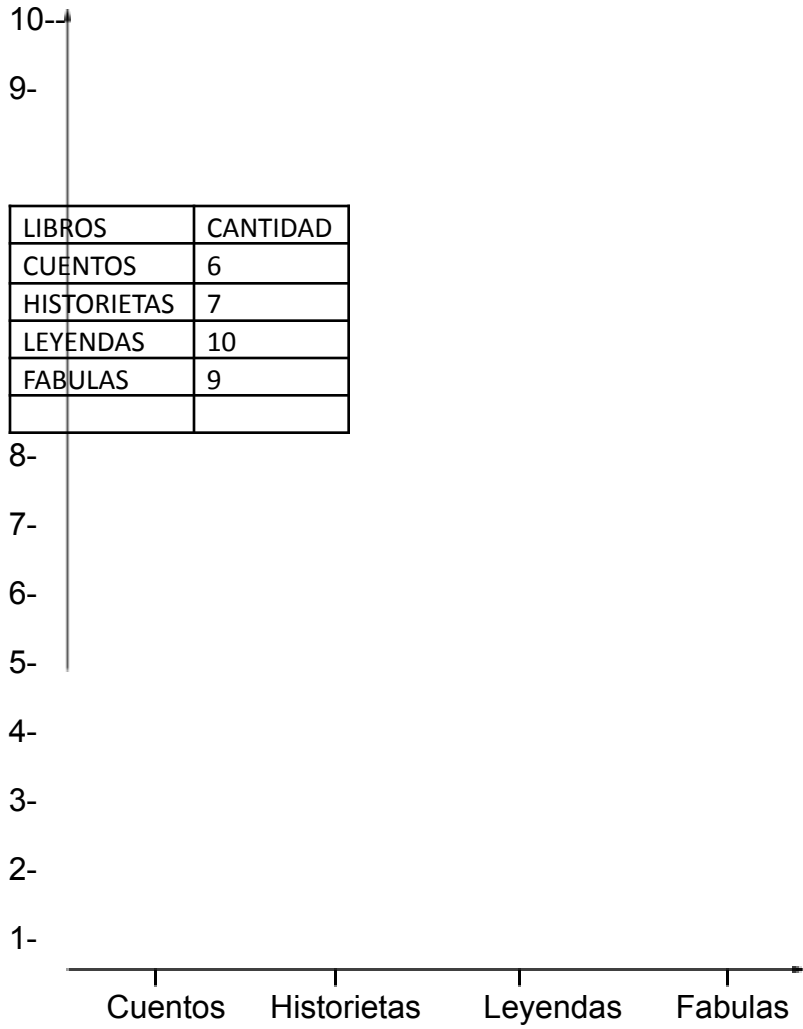 10--
9-
LIBROS CANTIDAD
CUENTOS 6
HISTORIETAS 7
LEYENDAS 10
FABULAS 9
8-
7-
6-
5-
4-
3-
2-
1-
Cuentos Historietas Leyendas Fabulas